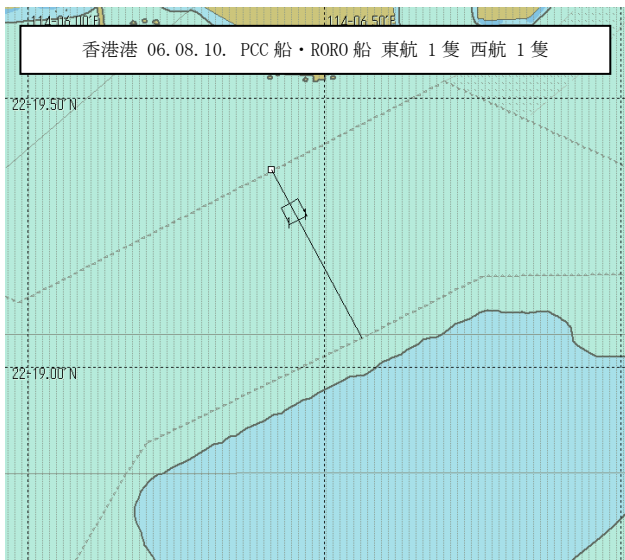 114-06.00'E
114-06.50'E
香港港 06.08.10. PCC 船・RORO 船 東航 1 隻 西航 1 隻
22-19.50'N
22-19.00'N